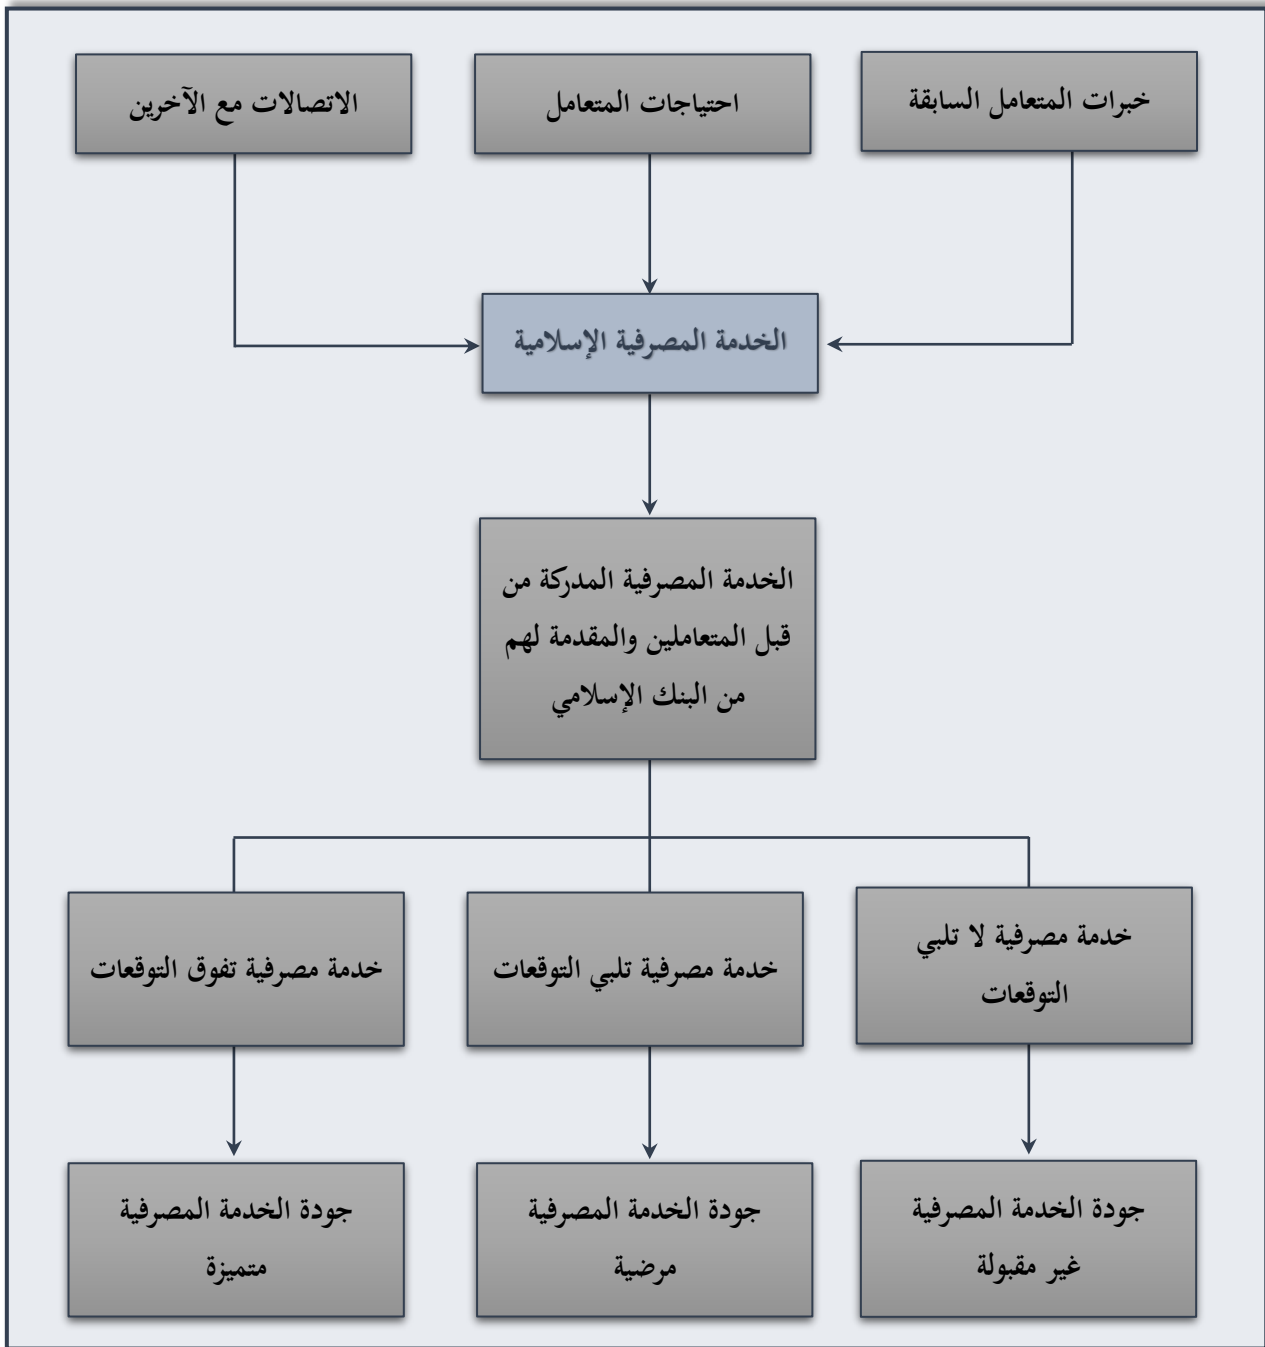 خبرات المتعامل السابقة
احتياجات المتعامل
الاتصالات مع الآخرين
الخدمة المصرفية الإسلامية
الخدمة المصرفية المدركة من
قبل المتعاملين والمقدمة لهم
من البنك الإسلامي
خدمة مصرفية لا تلبي
التوقعات
خدمة مصرفية تلبي التوقعات
خدمة مصرفية تفوق التوقعات
جودة الخدمة المصرفية
غير مقبولة
جودة الخدمة المصرفية
مرضية
جودة الخدمة المصرفية
متميزة